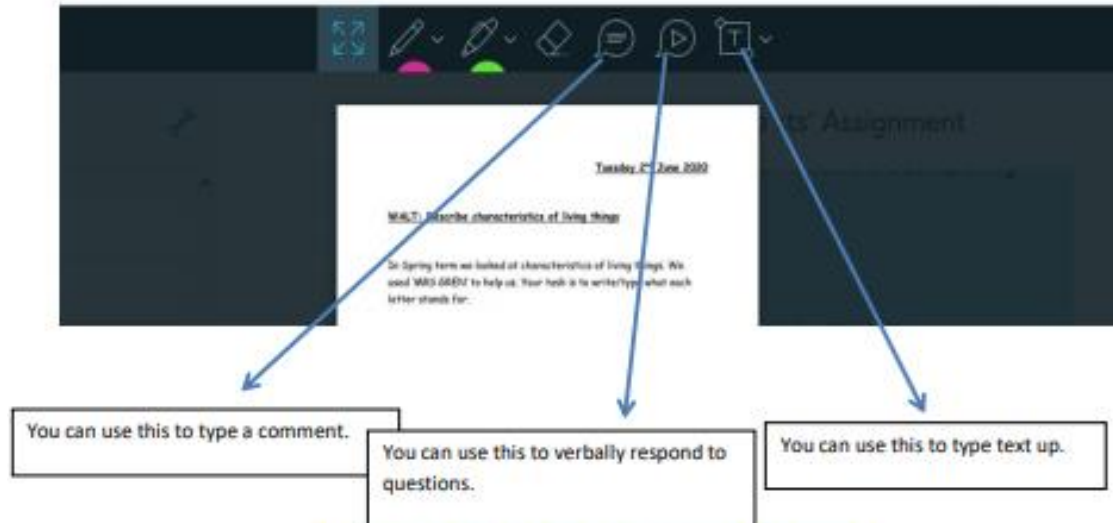 Assignment
Tuesday 2nd June 2020
WALT: Describe characteristics of living things
In Spring term we looked at characteristics of living things. We
used 'MRS GREN' to help us. Your task is to write/type what each
letter stands for.
You can use this to type a comment.
You can use this to verbally respond to
questions.
You can use this to type text up.